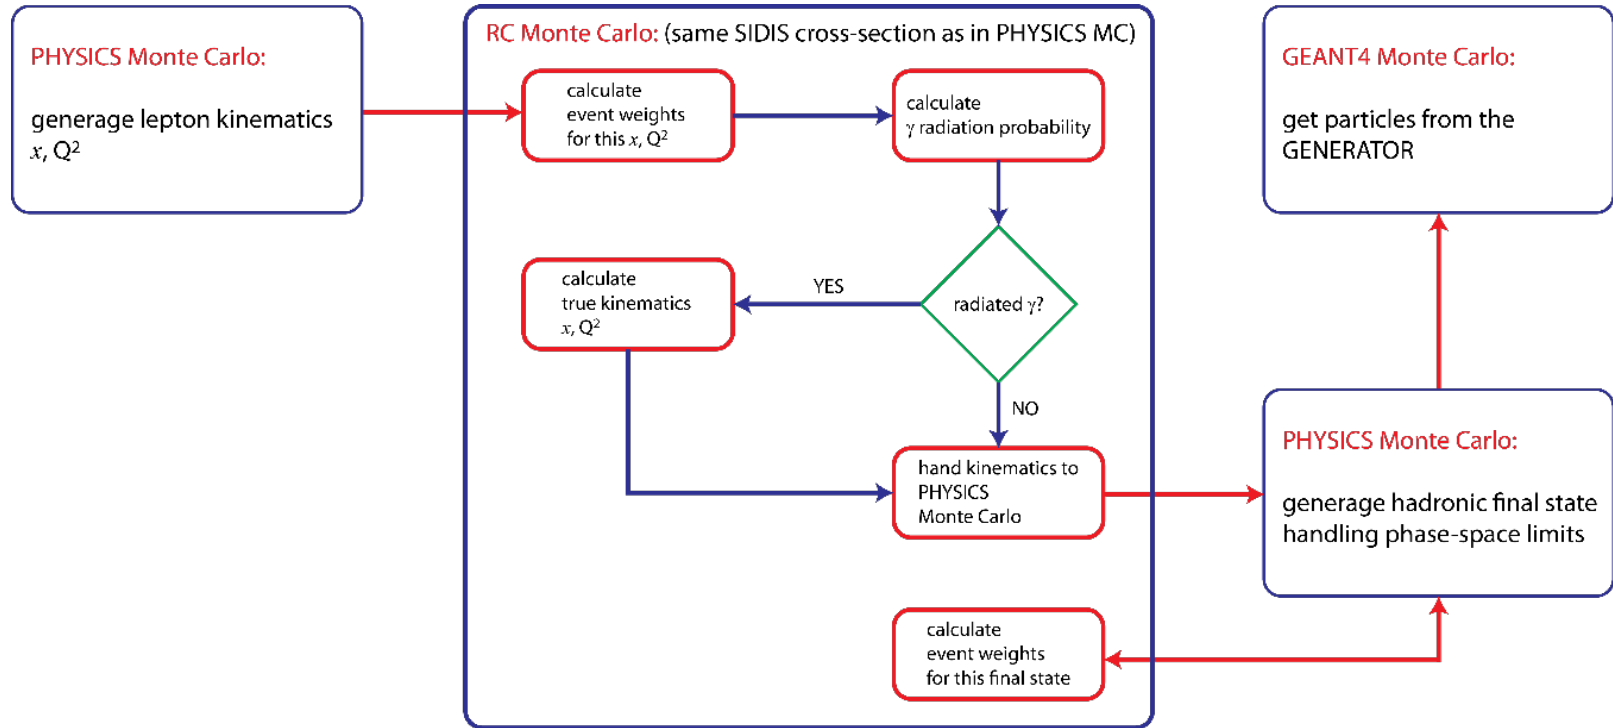 PHYSICS Monte Carlo:
generage lepton kinematics
x, Q²
RC Monte Carlo: (same SIDIS cross-section as in PHYSICS MC)
calculate
event weights
for this x, Q²
calculate
γ radiation probability
radiated γ?
YES
NO
calculate
true kinematics
x, Q²
hand kinematics to
PHYSICS
Monte Carlo
calculate
event weights
for this final state
PHYSICS Monte Carlo:
generage hadronic final state
handling phase-space limits
GEANT4 Monte Carlo:
get particles from the
GENERATOR